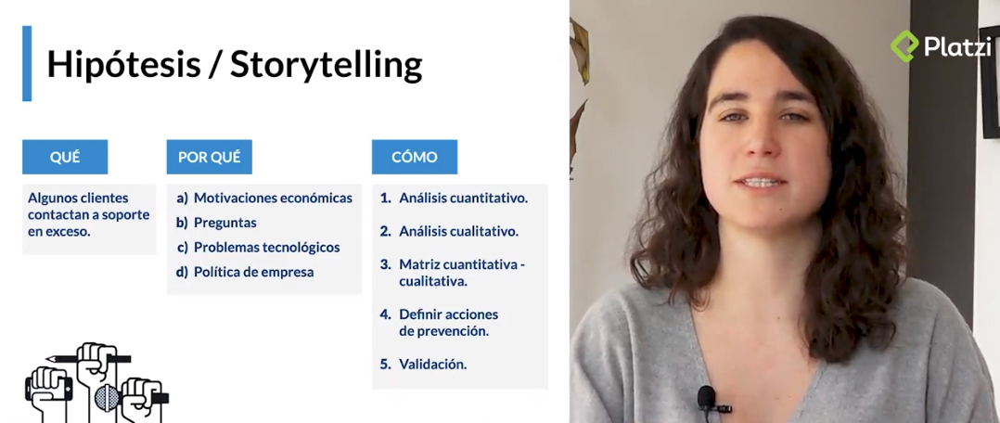 Hipótesis / Storytelling
Platzi
QUÉ
Algunos clientes
contactan a soporte
en exceso.
POR QUÉ
a) Motivaciones económicas
b) Preguntas
c) Problemas tecnológicos
d) Política de empresa
CÓMO
1. Análisis cuantitativo.
2. Análisis cualitativo.
3. Matriz cuantitativa -
cualitativa.
4. Definir acciones
de prevención.
5. Validación.